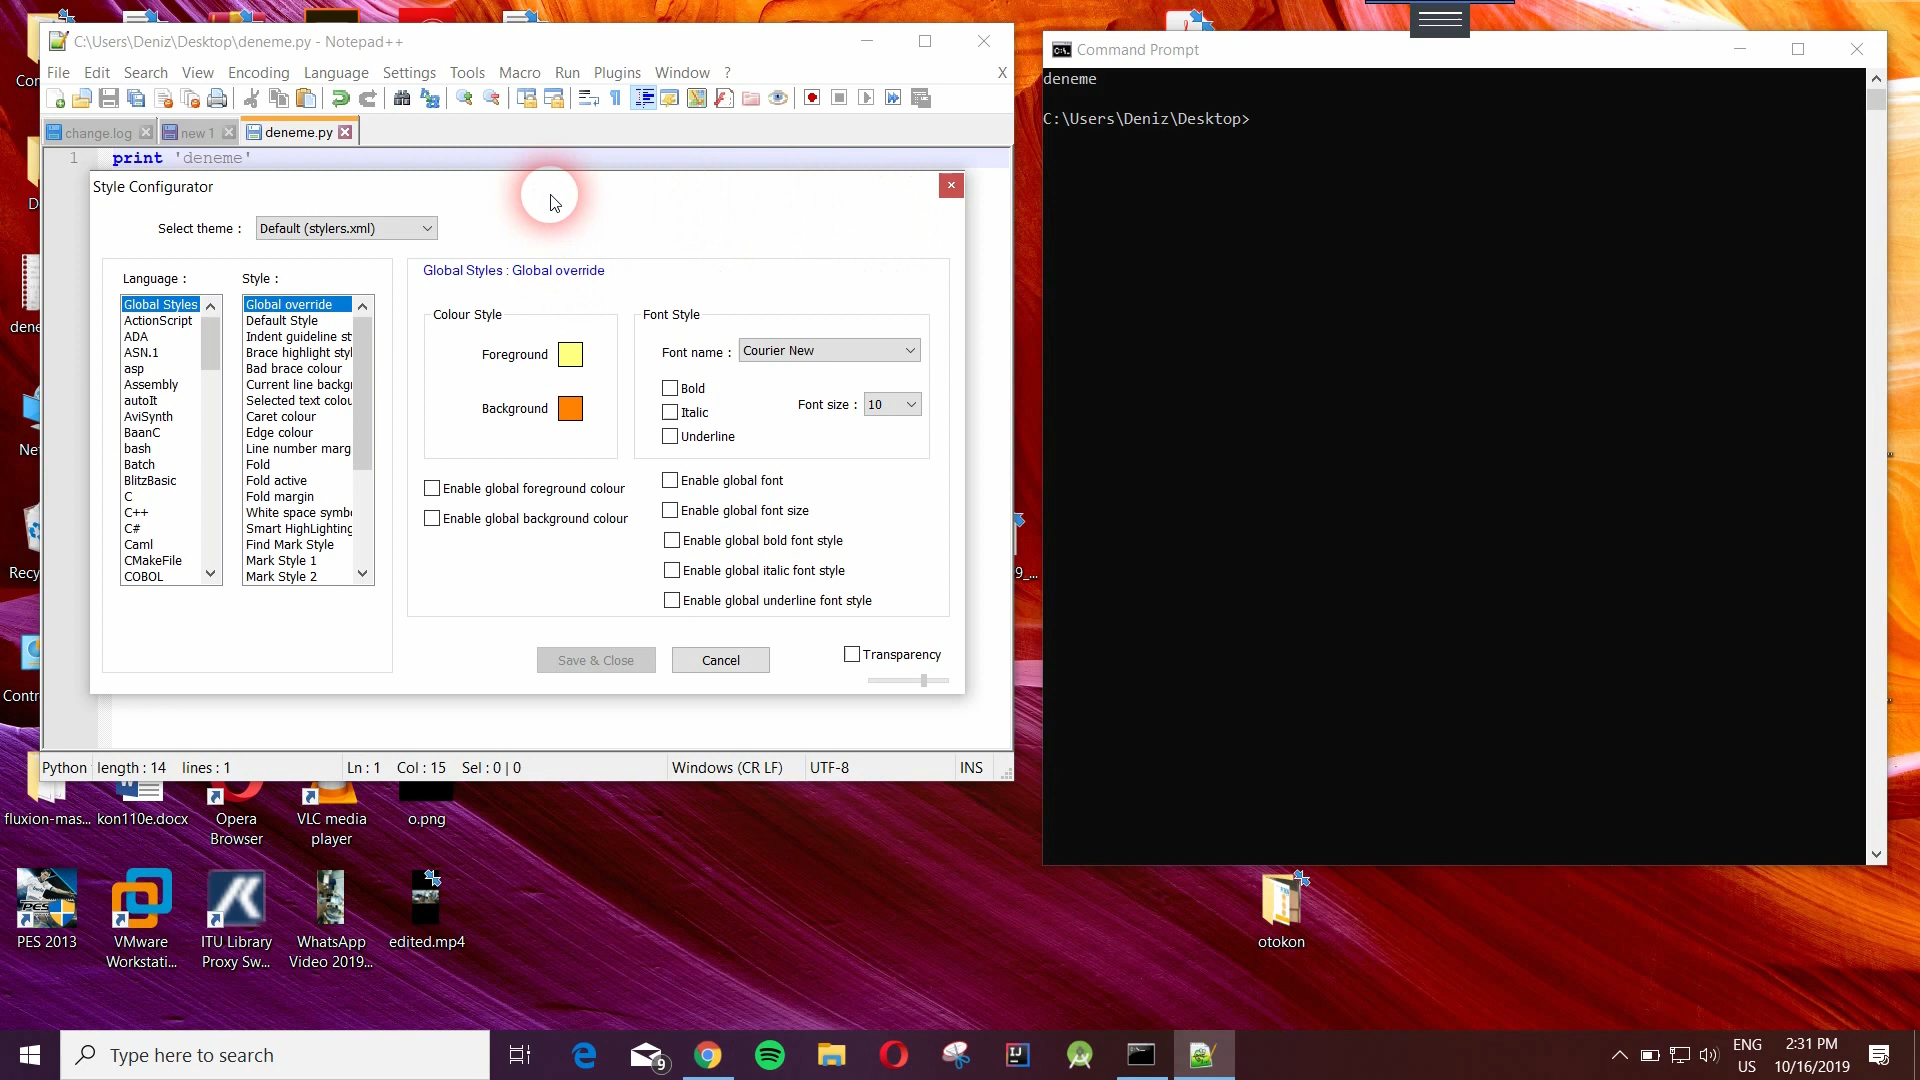 C:\Users\Deniz\Desktop\deneme.py - Notepad++
File Edit Search View Encoding Language Settings Tools Macro Run Plugins Window ? X
change.log new 1 deneme.py
1 print 'deneme'
Style Configurator
Select theme : Default (stylers.xml)
Language :
Global Styles
ActionScript
ADA
ASN.1
asp
Assembly
autoIt
AviSynth
BaanC
bash
Batch
BlitzBasic
C
C++
C#
Caml
CMakeFile
COBOL
Style :
Global override
Default Style
Indent guideline st
Brace highlight styl
Bad brace colour
Current line backgr
Selected text colou
Caret colour
Edge colour
Line number marg
Fold
Fold active
Fold margin
White space symb
Smart HighLighting
Find Mark Style
Mark Style 1
Mark Style 2
Global Styles : Global override
Colour Style
Foreground
Background
Font Style
Font name : Courier New
Bold
Italic
Underline
Font size : 10
Enable global foreground colour
Enable global background colour
Enable global font
Enable global font size
Enable global bold font style
Enable global italic font style
Enable global underline font style
Save & Close
Cancel
Transparency
Python length : 14 lines : 1 Ln : 1 Col : 15 Sel : 0 | 0 Windows (CR LF) UTF-8 INS
Command Prompt
deneme
C:\Users\Deniz\Desktop>
Con
D
dene
Ne
Recy
Contr
9_...
fluxion-mas...
kon110e.docx
Opera
Browser
VLC media
player
o.png
PES 2013
VMware
Workstati...
ITU Library
Proxy Sw...
WhatsApp
Video 2019...
edited.mp4
otokon
Type here to search
9
ENG
US
2:31 PM
10/16/2019